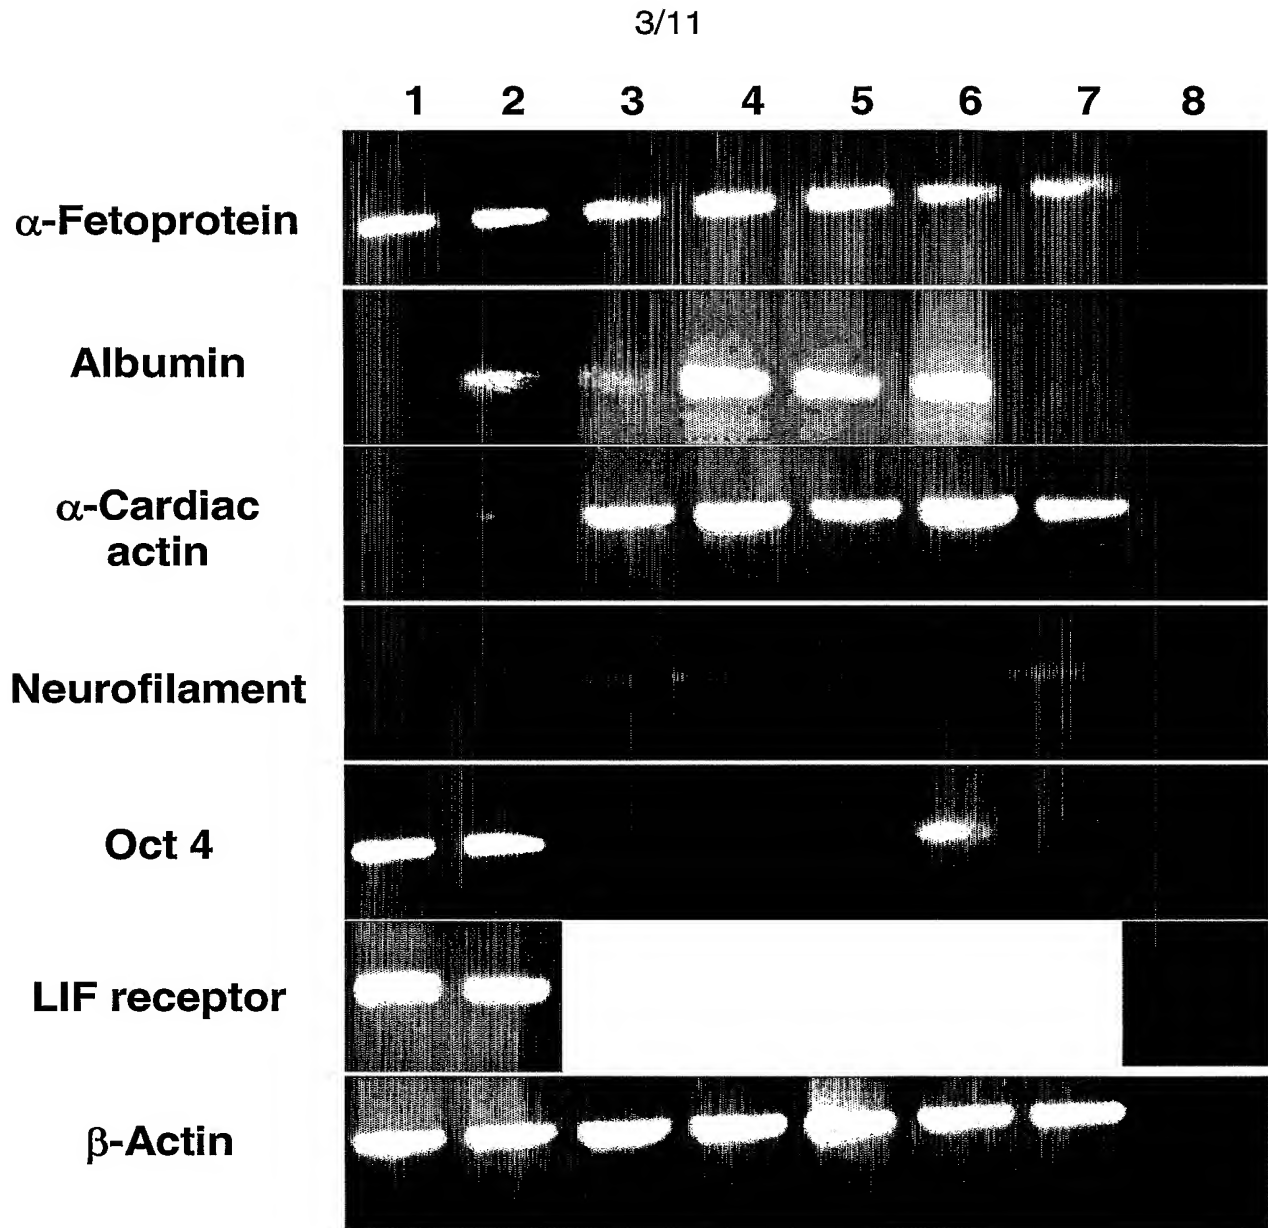 3/11
1 2 3 4 5 6 7 8
α-Fetoprotein
Albumin
α-Cardiac
actin
Neurofilament
Oct 4
LIF receptor
β-Actin